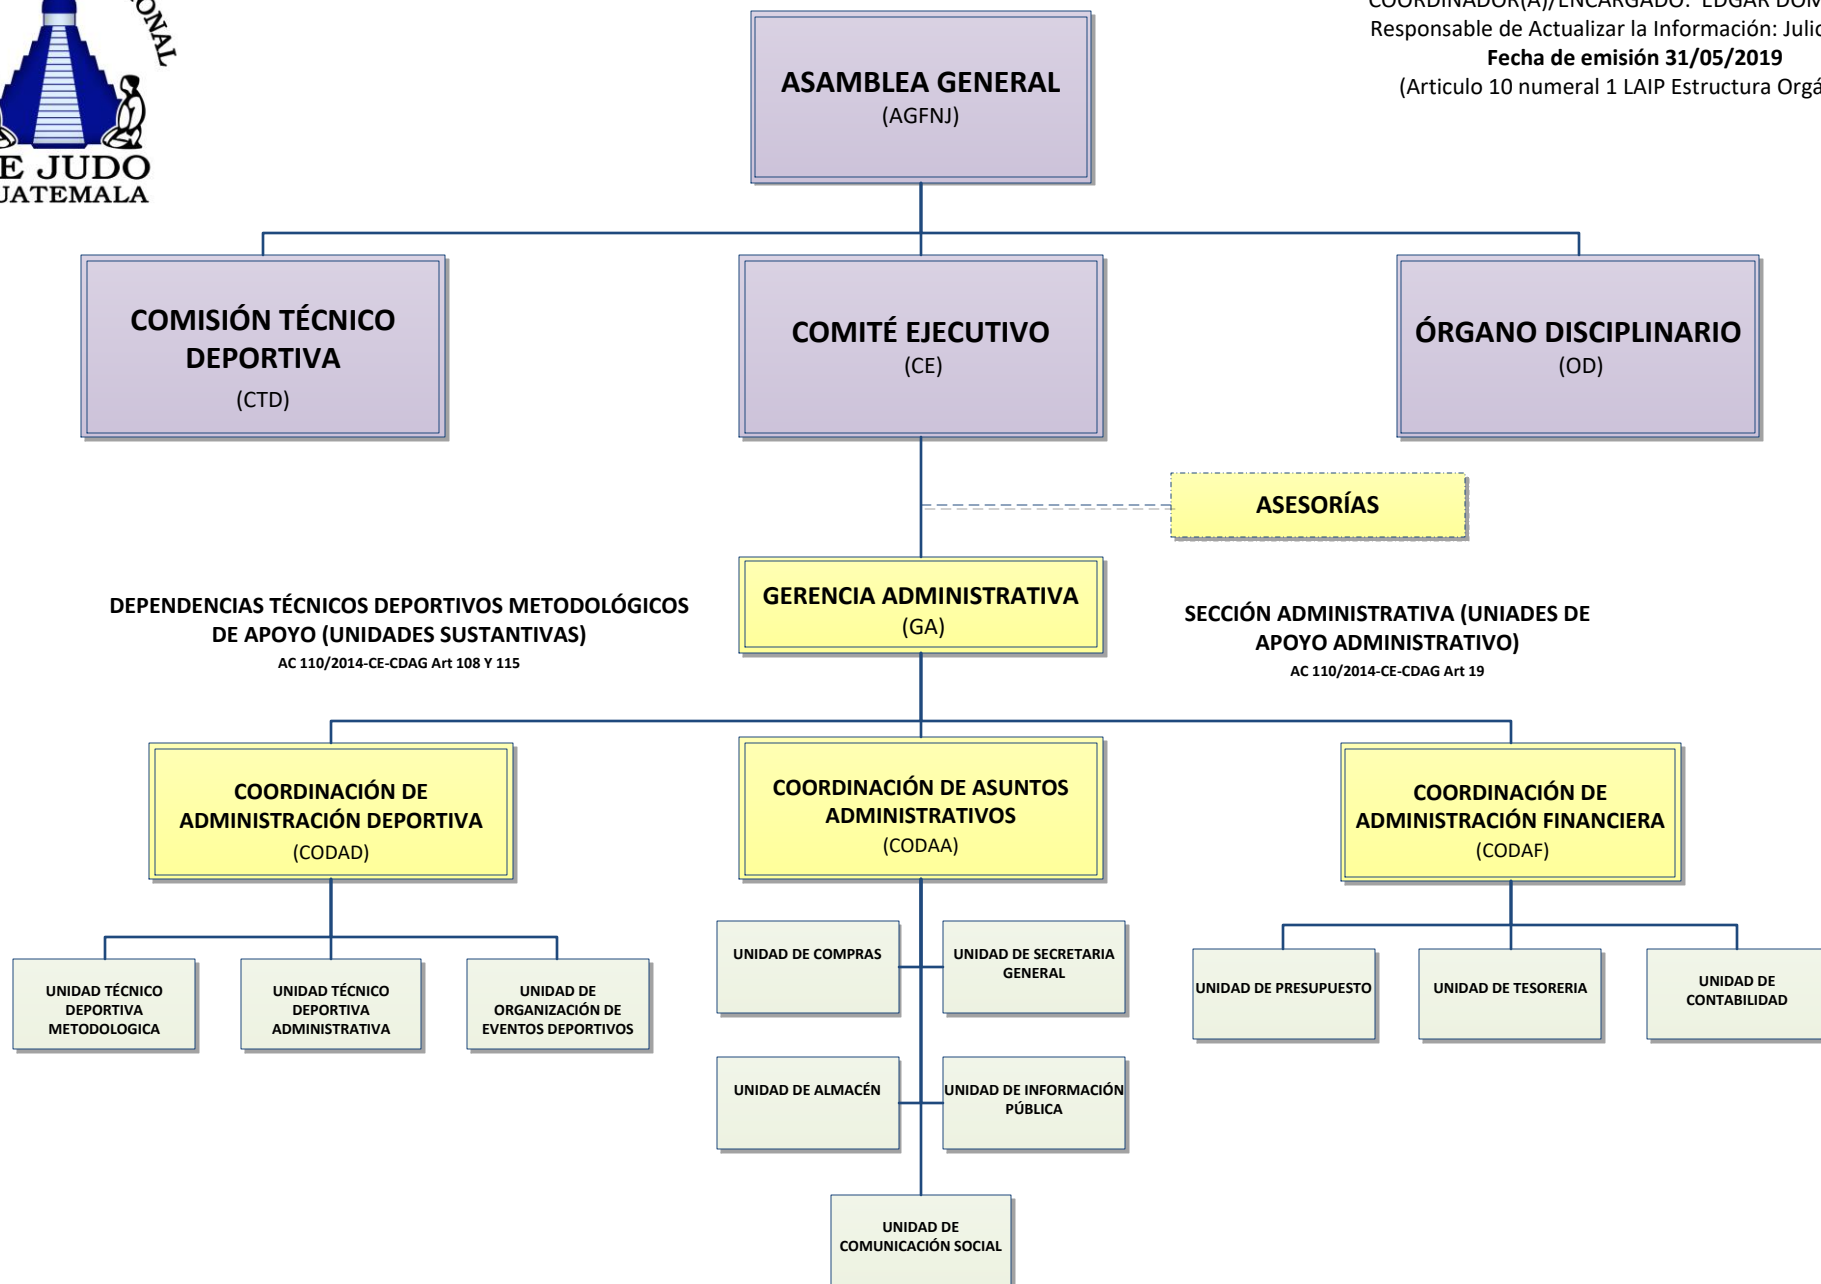 COORDINADOR(A)/ENCARGADO: EDGAR
Responsable de Actualizar la Información:
Fecha de emisión 31/05/2019
(Articulo 10 numeral 1 LAIP Estructura
JUDO
ASAMBLEA GENERAL
(AGFNJ)
COMISIÓN TÉCNICO
DEPORTIVA
(CTD)
COMITÉ EJECUTIVO
(CE)
ÓRGANO DISCIPLINARIO
(OD)
ASESORÍAS
GERENCIA ADMINISTRATIVA
(GA)
DEPENDENCIAS TÉCNICOS DEPORTIVOS METODOLÓGICOS
DE APOYO (UNIDADES SUSTANTIVAS)
AC 110/2014-CE-CDAG Art 108 Y 115
SECCIÓN ADMINISTRATIVA (UNIADES DE
APOYO ADMINISTRATIVO)
AC 110/2014-CE-CDAG Art 19
COORDINACIÓN DE
ADMINISTRACIÓN DEPORTIVA
(CODAD)
COORDINACIÓN DE ASUNTOS
ADMINISTRATIVOS
(CODAA)
COORDINACIÓN DE
ADMINISTRACIÓN FINANCIERA
(CODAF)
UNIDAD TÉCNICO
DEPORTIVA
METODOLOGICA
UNIDAD TÉCNICO
DEPORTIVA
ADMINISTRATIVA
UNIDAD DE
ORGANIZACIÓN DE
EVENTOS DEPORTIVOS
UNIDAD DE COMPRAS
UNIDAD DE SECRETARIA
GENERAL
UNIDAD DE ALMACÉN
UNIDAD DE INFORMACIÓN
PÚBLICA
UNIDAD DE
COMUNICACIÓN SOCIAL
UNIDAD DE PRESUPUESTO
UNIDAD DE TESORERIA
UNIDAD DE
CONTABILIDAD